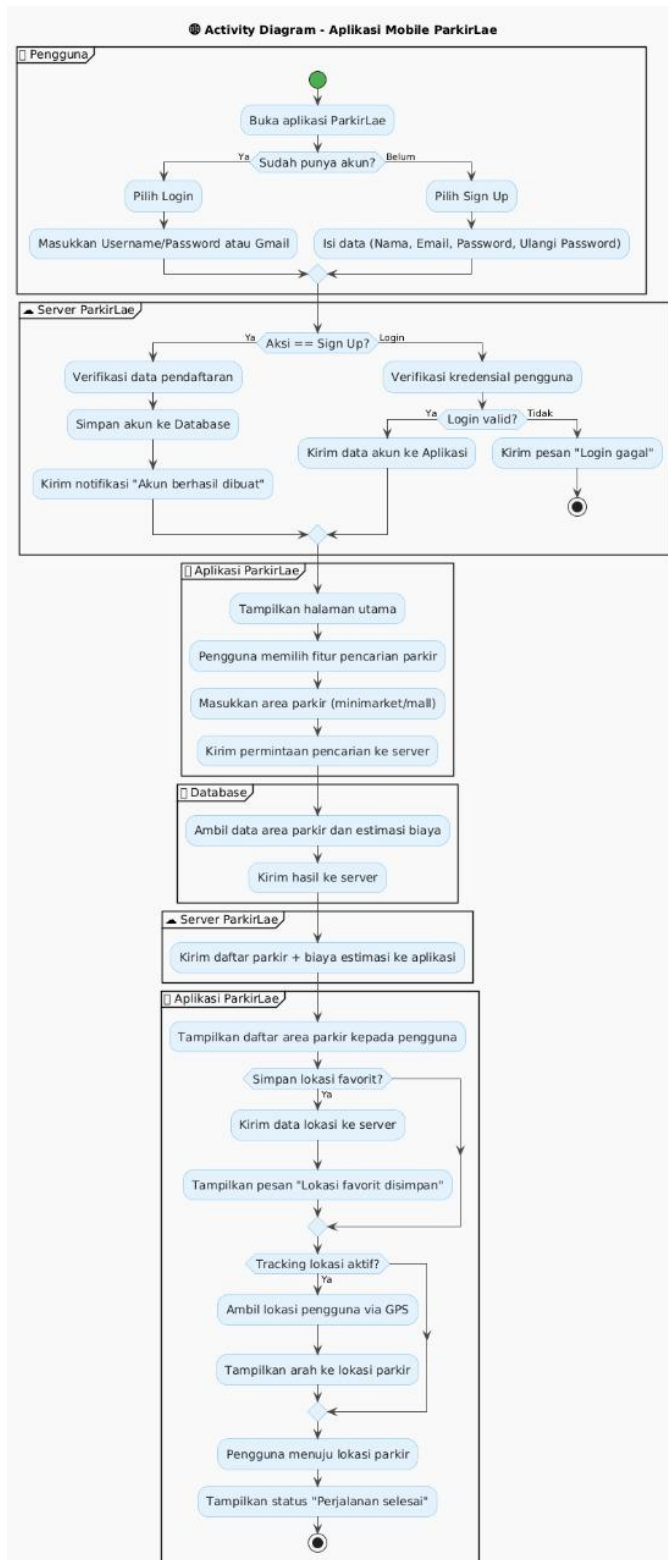 🌐 Activity Diagram - Aplikasi Mobile ParkirLae
Pengguna
Buka aplikasi ParkirLae
Sudah punya akun?
Ya
Belum
Pilih Login
Pilih Sign Up
Masukkan Username/Password atau Gmail
Isi data (Nama, Email, Password, Ulangi Password)
☁ Server ParkirLae
Aksi == Sign Up?
Ya
Login
Verifikasi data pendaftaran
Verifikasi kredensial pengguna
Simpan akun ke Database
Login valid?
Ya
Tidak
Kirim data akun ke Aplikasi
Kirim pesan "Login gagal"
Kirim notifikasi "Akun berhasil dibuat"
Aplikasi ParkirLae
Tampilkan halaman utama
Pengguna memilih fitur pencarian parkir
Masukkan area parkir (minimarket/mall)
Kirim permintaan pencarian ke server
Database
Ambil data area parkir dan estimasi biaya
Kirim hasil ke server
☁ Server ParkirLae
Kirim daftar parkir + biaya estimasi ke aplikasi
Aplikasi ParkirLae
Tampilkan daftar area parkir kepada pengguna
Simpan lokasi favorit?
Ya
Kirim data lokasi ke server
Tampilkan pesan "Lokasi favorit disimpan"
Tracking lokasi aktif?
Ya
Ambil lokasi pengguna via GPS
Tampilkan arah ke lokasi parkir
Pengguna menuju lokasi parkir
Tampilkan status "Perjalanan selesai"